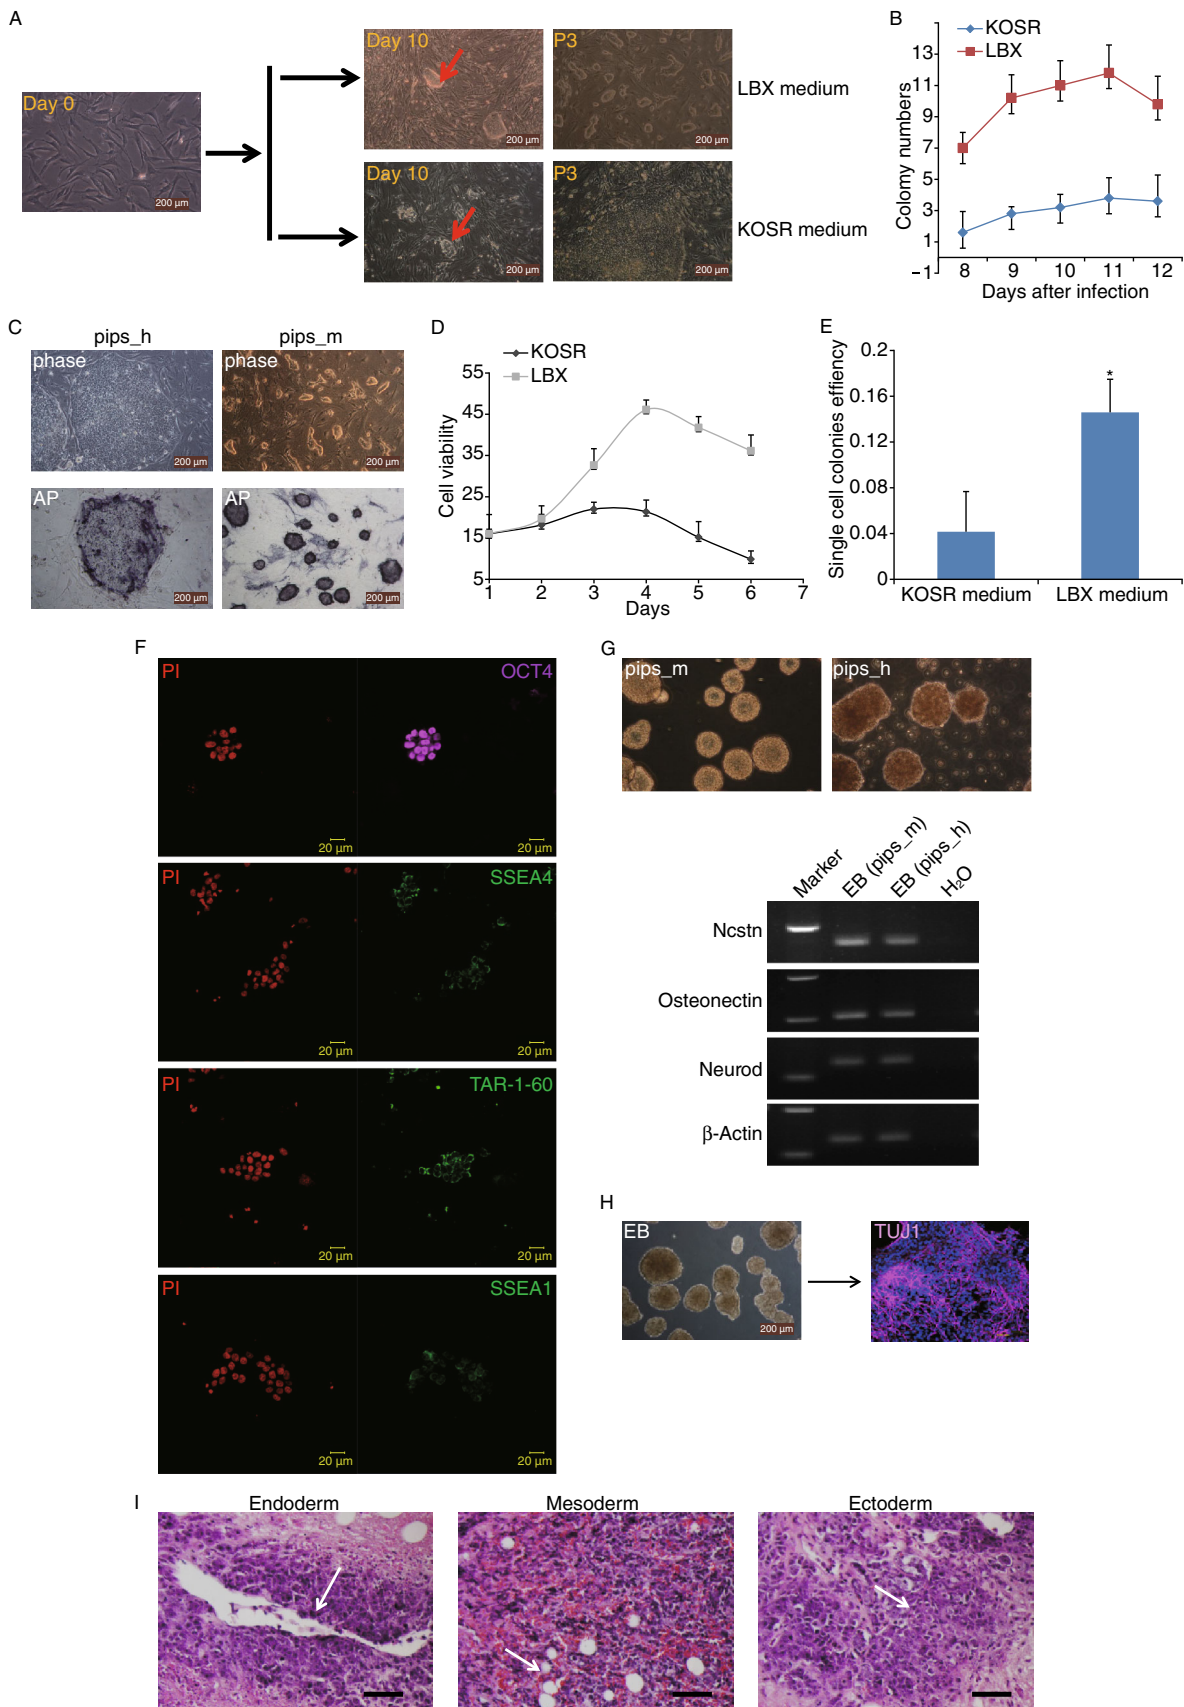 A
Day 0
200 µm
Day 10
200 µm
P3
200 µm
LBX medium
Day 10
200 µm
P3
200 µm
KOSR medium
B
KOSR
LBX
Colomy numbers
13
11
9
7
5
3
1
−1
8 9 10 11 12
Days after infection
C
pips_h
pips_m
phase
200 µm
phase
200 µm
AP
200 µm
AP
200 µm
D
KOSR
LBX
Cell viability
55
45
35
25
15
5
1 2 3 4 5 6 7
Days
E
Single cell colonies effiency
0.2
0.16
0.12
0.08
0.04
0
*
KOSR medium
LBX medium
F
PI
OCT4
20 µm
20 µm
PI
SSEA4
20 µm
20 µm
PI
TAR-1-60
20 µm
20 µm
PI
SSEA1
20 µm
20 µm
G
pips_m
pips_h
Marker
EB (pips_m)
EB (pips_h)
H₂O
Ncstn
Osteonectin
Neurod
β-Actin
H
EB
200 µm
TUJ1
I
Endoderm
Mesoderm
Ectoderm